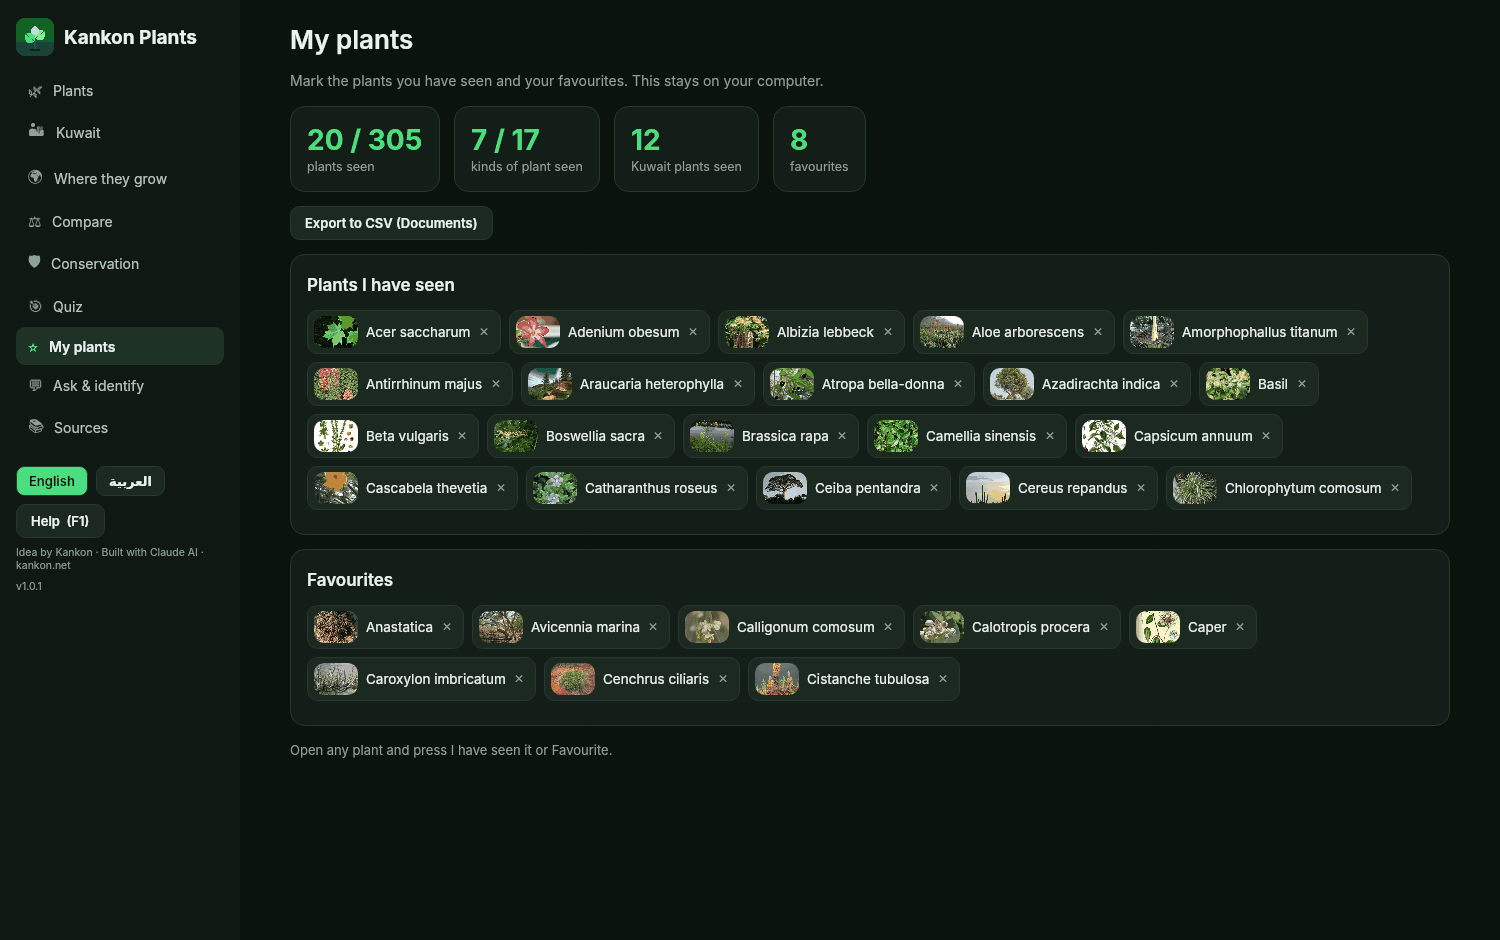 Kankon Plants
Plants
Kuwait
Where they grow
Compare
Conservation
Quiz
My plants
Ask & identify
Sources
English العربية
Help (F1)
Idea by Kankon · Built with Claude AI ·
kankon.net
v1.0.1
My plants
Mark the plants you have seen and your favourites. This stays on your computer.
20 / 305
plants seen
7 / 17
kinds of plant seen
12
Kuwait plants seen
8
favourites
Export to CSV (Documents)
Plants I have seen
Acer saccharum × Adenium obesum × Albizia lebbeck × Aloe arborescens × Amorphophallus titanum ×
Antirrhinum majus × Araucaria heterophylla × Atropa bella-donna × Azadirachta indica × Basil ×
Beta vulgaris × Boswellia sacra × Brassica rapa × Camellia sinensis × Capsicum annuum ×
Cascabela thevetia × Catharanthus roseus × Ceiba pentandra × Cereus repandus × Chlorophytum comosum ×
Favourites
Anastatica × Avicennia marina × Calligonum comosum × Calotropis procera × Caper ×
Caroxylon imbricatum × Cenchrus ciliaris × Cistanche tubulosa ×
Open any plant and press I have seen it or Favourite.